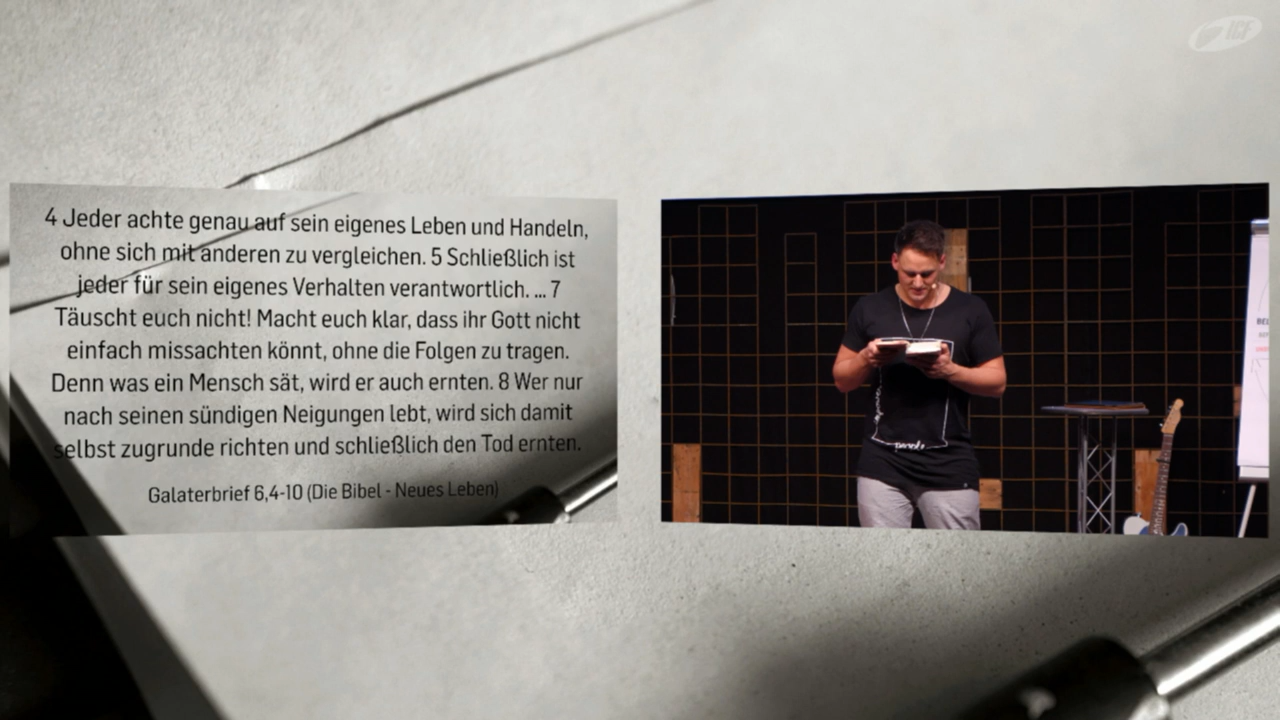 ICF
4 Jeder achte genau auf sein eigenes Leben und Handeln,
ohne sich mit anderen zu vergleichen. 5 Schließlich ist
jeder für sein eigenes Verhalten verantwortlich. ... 7
Täuscht euch nicht! Macht euch klar, dass ihr Gott nicht
einfach missachten könnt, ohne die Folgen zu tragen.
Denn was ein Mensch sät, wird er auch ernten. 8 Wer nur
nach seinen sündigen Neigungen lebt, wird sich damit
selbst zugrunde richten und schließlich den Tod ernten.
Galaterbrief 6,4-10 (Die Bibel - Neues Leben)
people